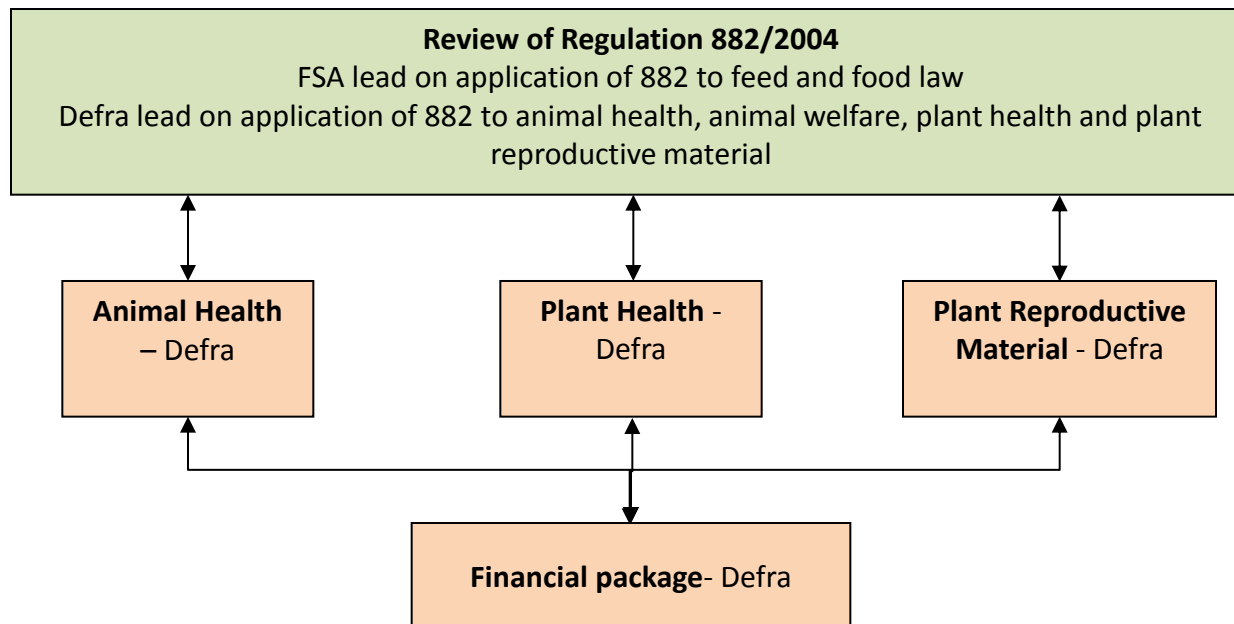 Review of Regulation 882/2004
FSA lead on application of 882 to feed and food law
Defra lead on application of 882 to animal health, animal welfare, plant health and plant
reproductive material
Animal Health
– Defra
Plant Health -
Defra
Plant Reproductive
Material - Defra
Financial package- Defra